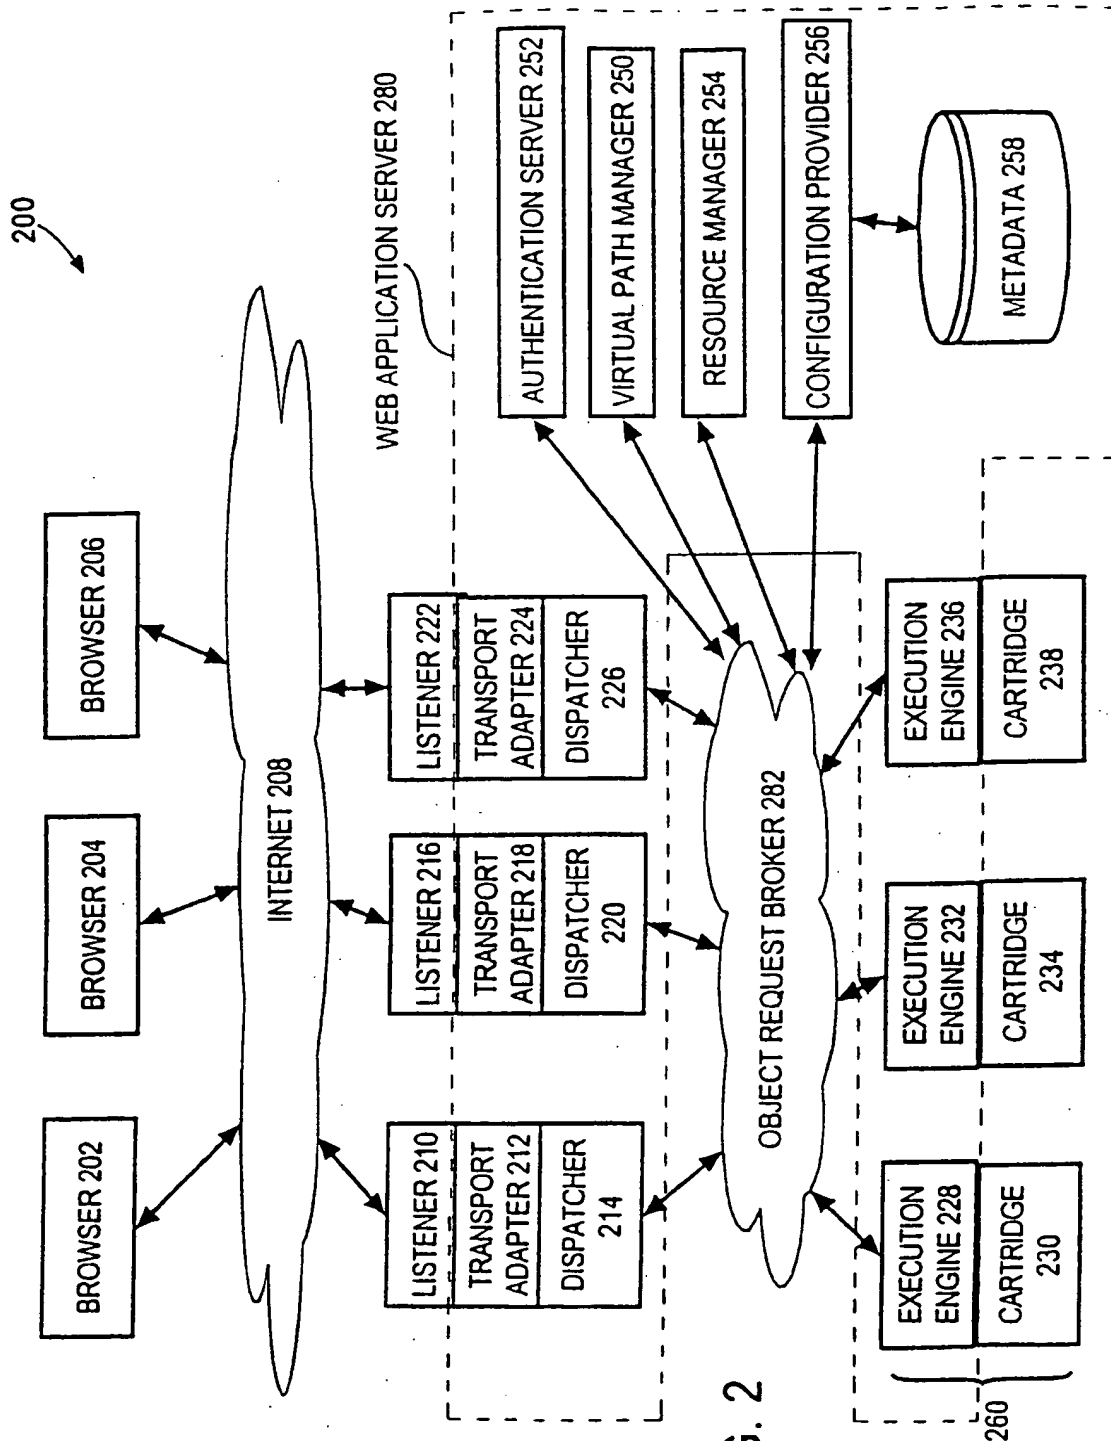 200
BROWSER 202
BROWSER 204
BROWSER 206
INTERNET 208
WEB APPLICATION SERVER 280
LISTENER 210
TRANSPORT
ADAPTER 212
DISPATCHER
214
LISTENER 216
TRANSPORT
ADAPTER 218
DISPATCHER
220
LISTENER 222
TRANSPORT
ADAPTER 224
DISPATCHER
226
AUTHENTICATION SERVER 252
VIRTUAL PATH MANAGER 250
RESOURCE MANAGER 254
CONFIGURATION PROVIDER 256
METADATA 258
OBJECT REQUEST BROKER 282
EXECUTION
ENGINE 228
CARTRIDGE
230
EXECUTION
ENGINE 232
CARTRIDGE
234
EXECUTION
ENGINE 236
CARTRIDGE
238
260
G. 2